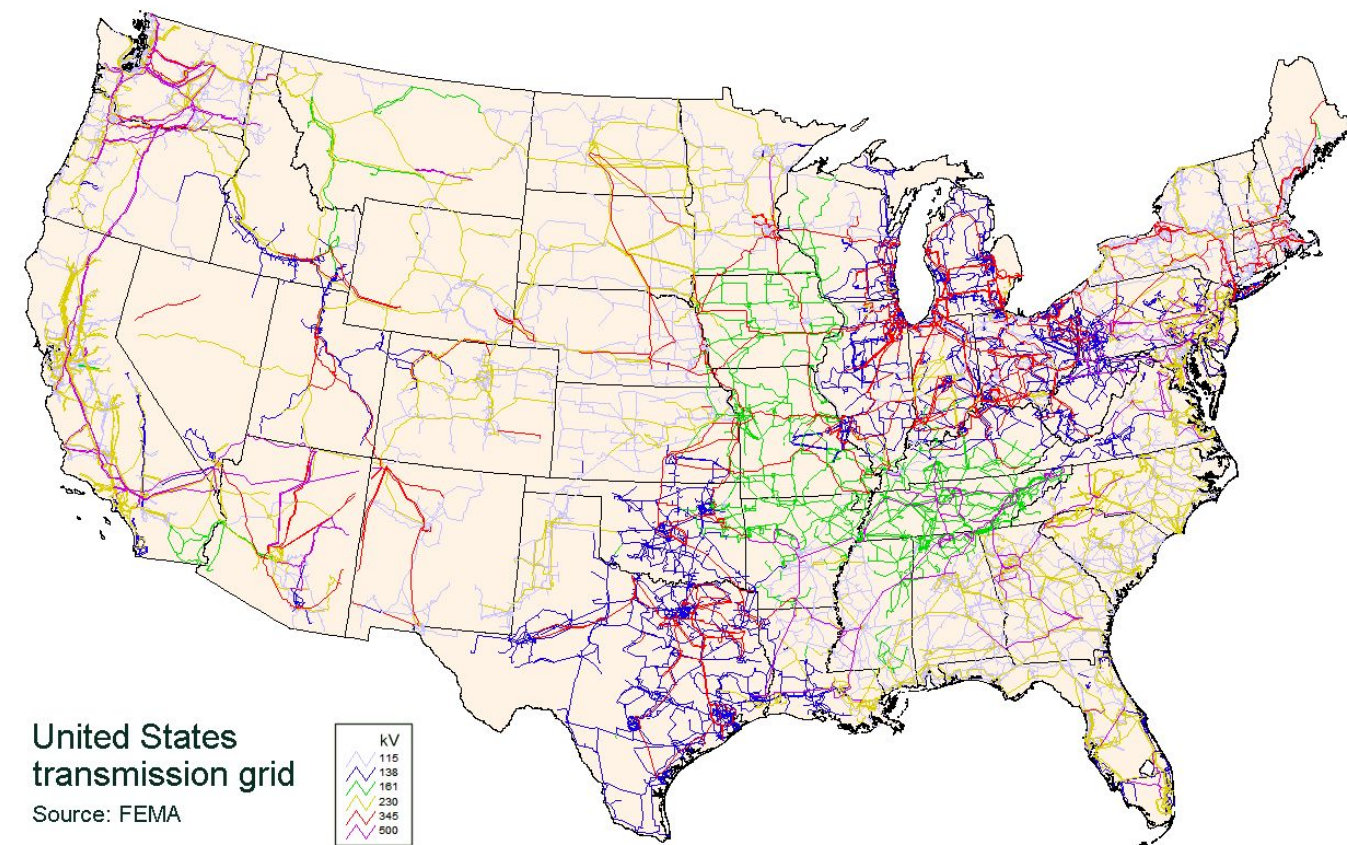 United States
transmission grid
Source: FEMA
kV
115
138
161
230
345
500